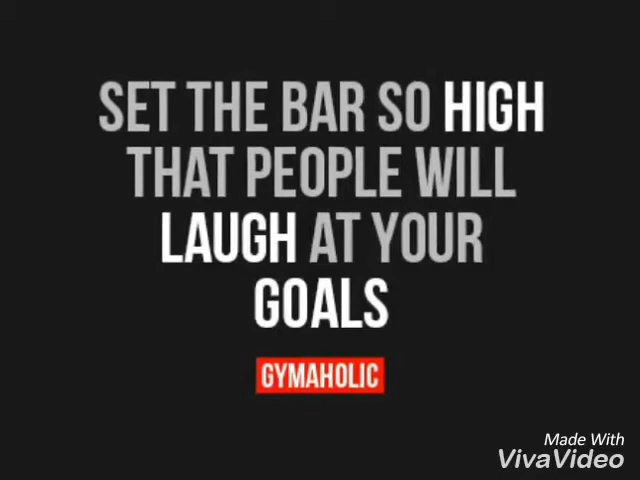 SET THE BAR SO HIGH
THAT PEOPLE WILL
LAUGH AT YOUR
GOALS
GYMAHOLIC
Made With
VivaVideo